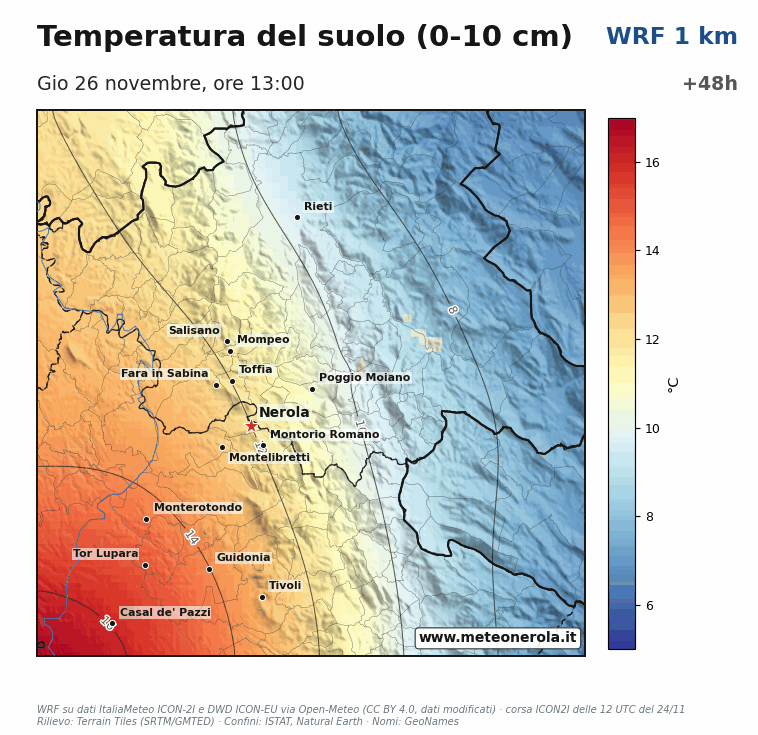 Temperatura del suolo (0-10 cm) WRF 1 km
Gio 26 novembre, ore 13:00 +48h
Rieti
Salisano
Mompeo
Fara in Sabina
Toffia
Poggio Moiano
Nerola
Montorio Romano
Montelibretti
Monterotondo
Tor Lupara
Guidonia
Tivoli
Casal de' Pazzi
8
10
14
www.meteonerola.it
16
14
12
10
8
6
°C
WRF su dati ItaliaMeteo ICON-2I e DWD ICON-EU via Open-Meteo (CC BY 4.0, dati modificati) · corsa ICON2I delle 12 UTC del 24/11
Rilievo: Terrain Tiles (SRTM/GMTED) · Confini: ISTAT, Natural Earth · Nomi: GeoNames